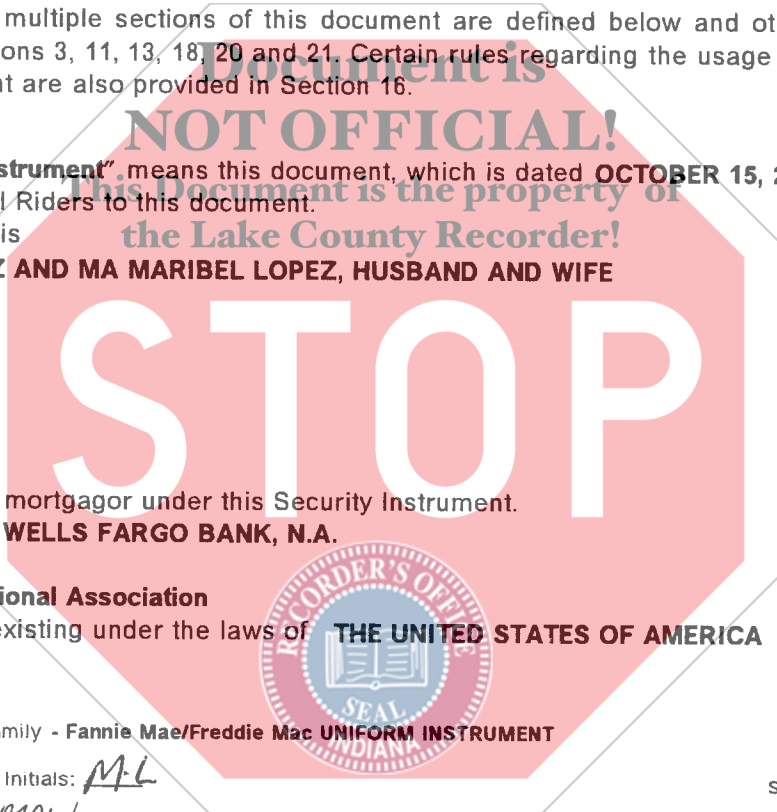 multiple sections of this document are defined below and ot
ons 3, 11, 13, 18, 20 and 21. Certain rules regarding the usage
Document is
nt are also provided in Section 16.
NOT OFFICIAL!
strument" means this document, which is dated OCTOBER 15, 2
This Document is the property of
l Riders to this document.
is
the Lake County Recorder!
Z AND MA MARIBEL LOPEZ, HUSBAND AND WIFE
STOP
mortgagor under this Security Instrument.
WELLS FARGO BANK, N.A.
ional Association
existing under the laws of THE UNITED STATES OF AMERICA
RECORDER'S OFFICE
SEAL
INDIANA
mily - Fannie Mae/Freddie Mac UNIFORM INSTRUMENT
Initials: M.L
s